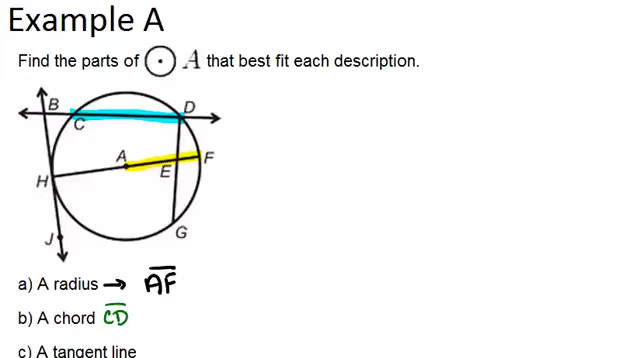 Example A
Find the parts of ⊙ A that best fit each description.
B
D
C
A
F
E
H
G
J
a) A radius → AF
b) A chord CD
c) A tangent line